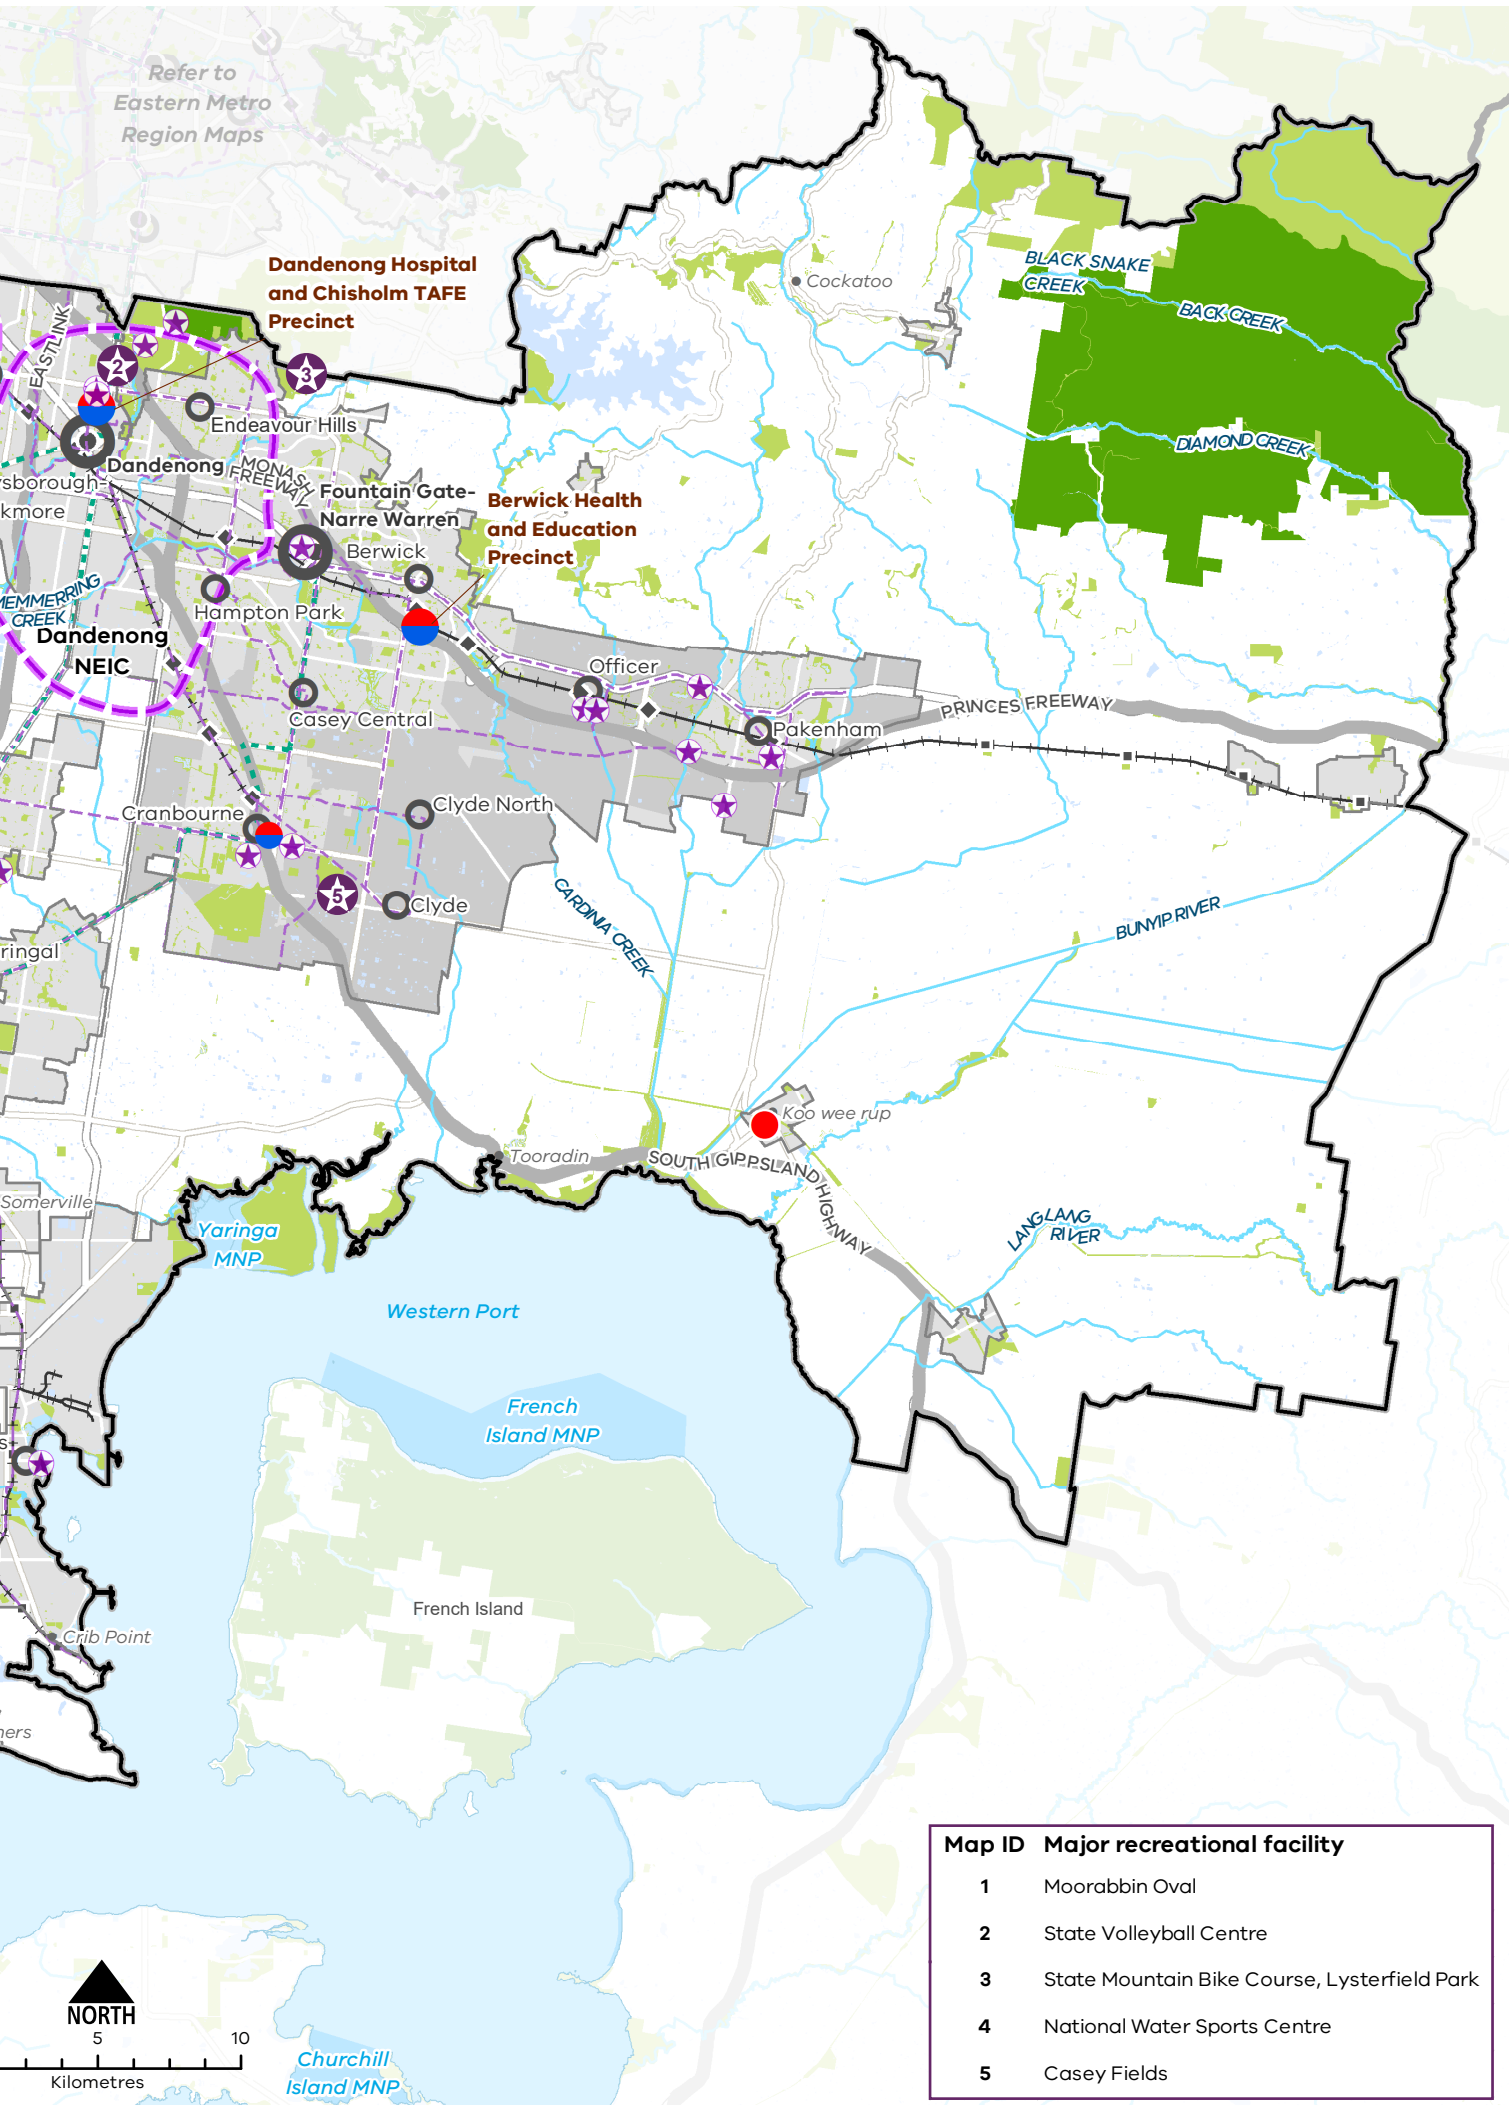 Refer to
Eastern Metro
Region Maps
Dandenong Hospital
and Chisholm TAFE
Precinct
BLACK SNAKE
CREEK
Cockatoo
BACK CREEK
EASTLINK
2
3
Endeavour Hills
DIAMOND CREEK
Dandenong
MONASH
FREEWAY
Fountain Gate-
Narre Warren
Berwick Health
and Education
Precinct
Berwick
Hampton Park
CREEK
Dandenong
NEIC
Officer
Casey Central
PRINCES FREEWAY
Pakenham
Clyde North
Cranbourne
5
Clyde
CARDINIA CREEK
BUNYIP RIVER
Koo wee rup
Tooradin
SOUTH GIPPSLAND HIGHWAY
Somerville
Yaringa
MNP
LANG LANG
RIVER
Western Port
French
Island MNP
French Island
Crib Point
Map ID Major recreational facility
1 Moorabbin Oval
2 State Volleyball Centre
3 State Mountain Bike Course, Lysterfield Park
4 National Water Sports Centre
5 Casey Fields
NORTH
5 10
Kilometres
Churchill
Island MNP